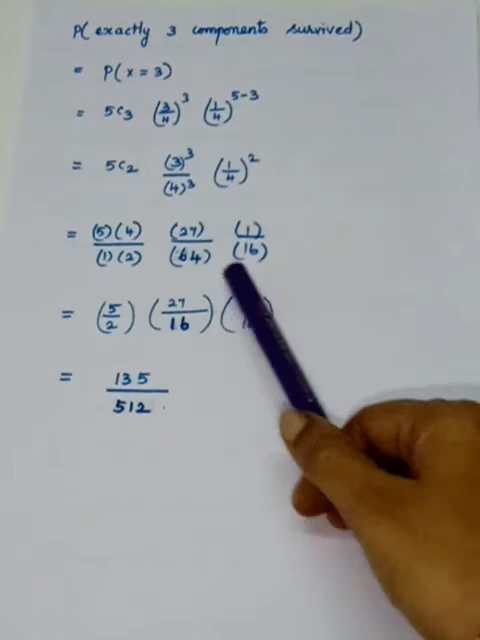 P( exactly 3 components survived)
= P(x = 3)
= 5C₃ (3/4)³ (1/4)⁵⁻³
= 5C₂ (3)³/(4)³ (1/4)²
= (5)(4)/(1)(2) (27)/(64) (1)/(16)
= (5/2) (27/16) (
= 135/512